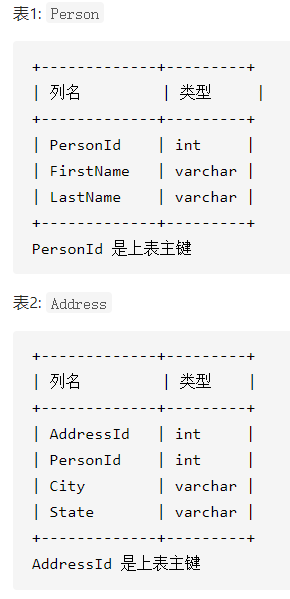 表1: Person
+-------------+---------+
| 列名         | 类型     |
+-------------+---------+
| PersonId    | int     |
| FirstName   | varchar |
| LastName    | varchar |
+-------------+---------+
PersonId 是上表主键
表2: Address
+-------------+---------+
| 列名         | 类型    |
+-------------+---------+
| AddressId   | int     |
| PersonId    | int     |
| City        | varchar |
| State       | varchar |
+-------------+---------+
AddressId 是上表主键